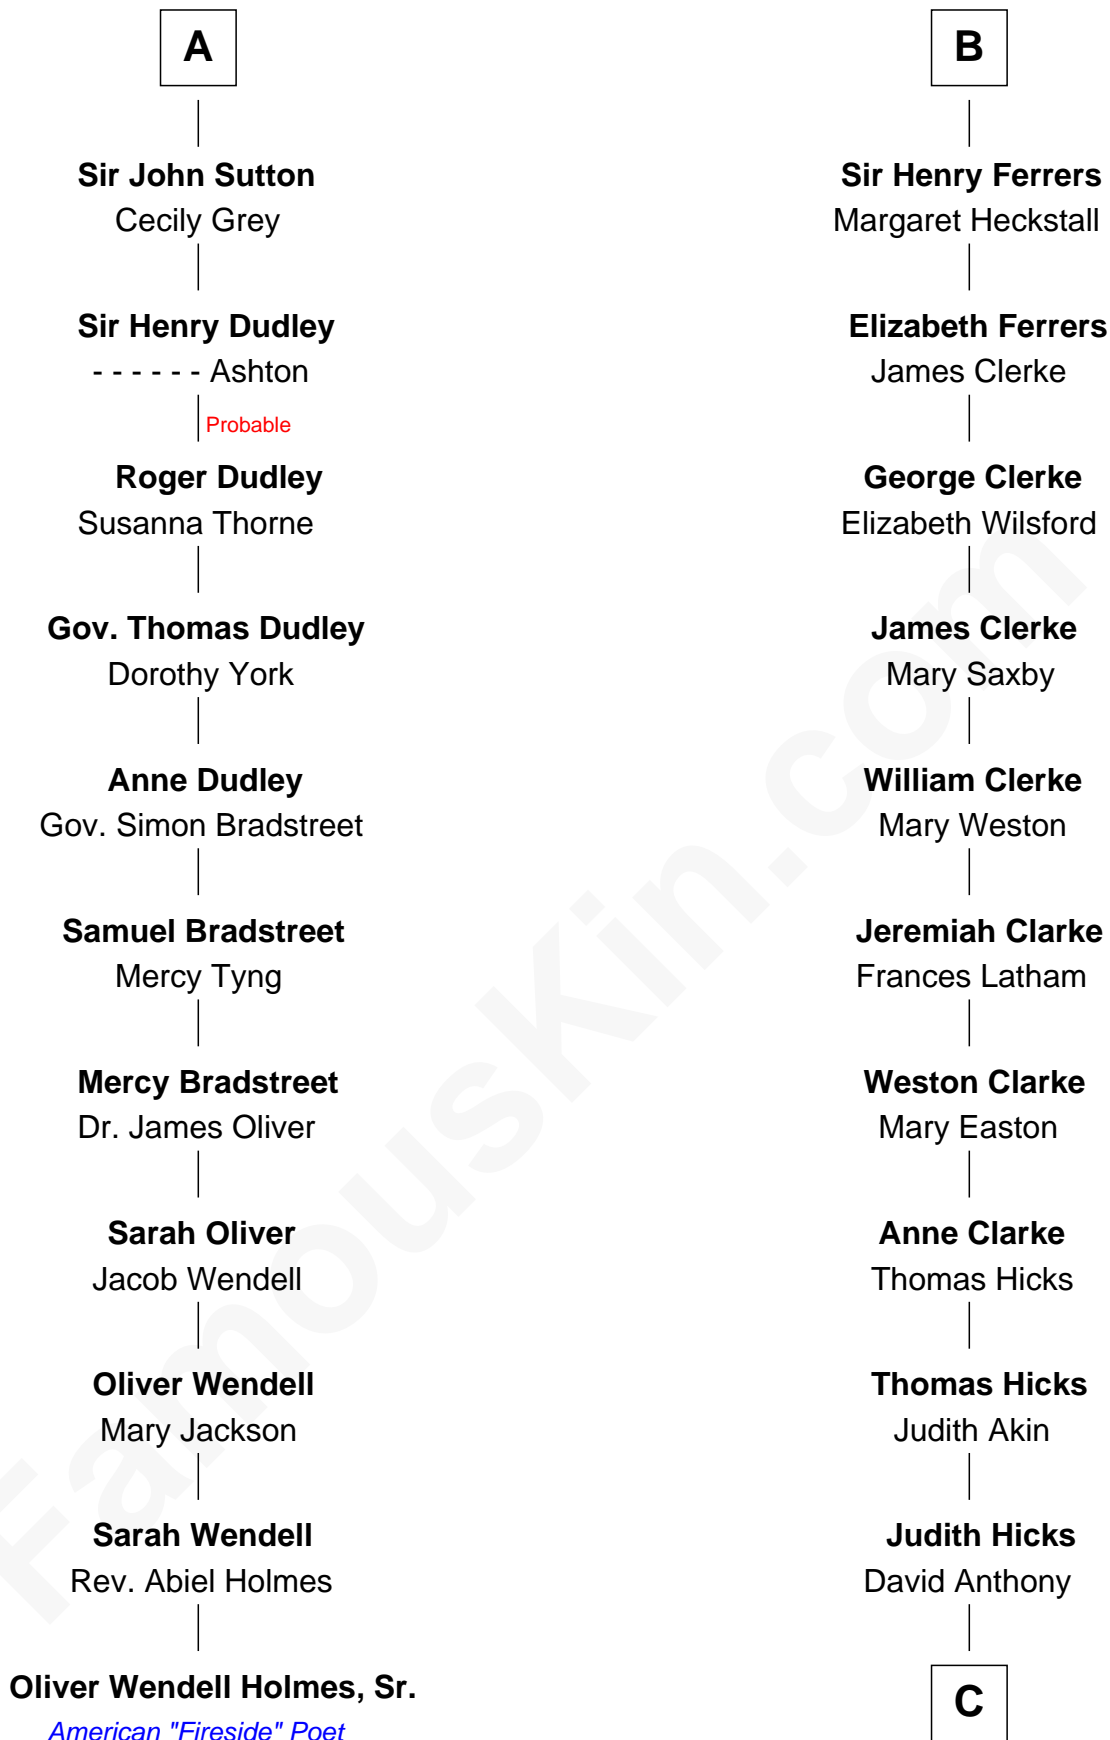 A
Sir John Sutton
Cecily Grey
Sir Henry Dudley
- - - - - - Ashton
Probable
Roger Dudley
Susanna Thorne
Gov. Thomas Dudley
Dorothy York
Anne Dudley
Gov. Simon Bradstreet
Samuel Bradstreet
Mercy Tyng
Mercy Bradstreet
Dr. James Oliver
Sarah Oliver
Jacob Wendell
Oliver Wendell
Mary Jackson
Sarah Wendell
Rev. Abiel Holmes
Oliver Wendell Holmes, Sr.
American "Fireside" Poet
B
Sir Henry Ferrers
Margaret Heckstall
Elizabeth Ferrers
James Clerke
George Clerke
Elizabeth Wilsford
James Clerke
Mary Saxby
William Clerke
Mary Weston
Jeremiah Clarke
Frances Latham
Weston Clarke
Mary Easton
Anne Clarke
Thomas Hicks
Thomas Hicks
Judith Akin
Judith Hicks
David Anthony
C
FamousKin.com